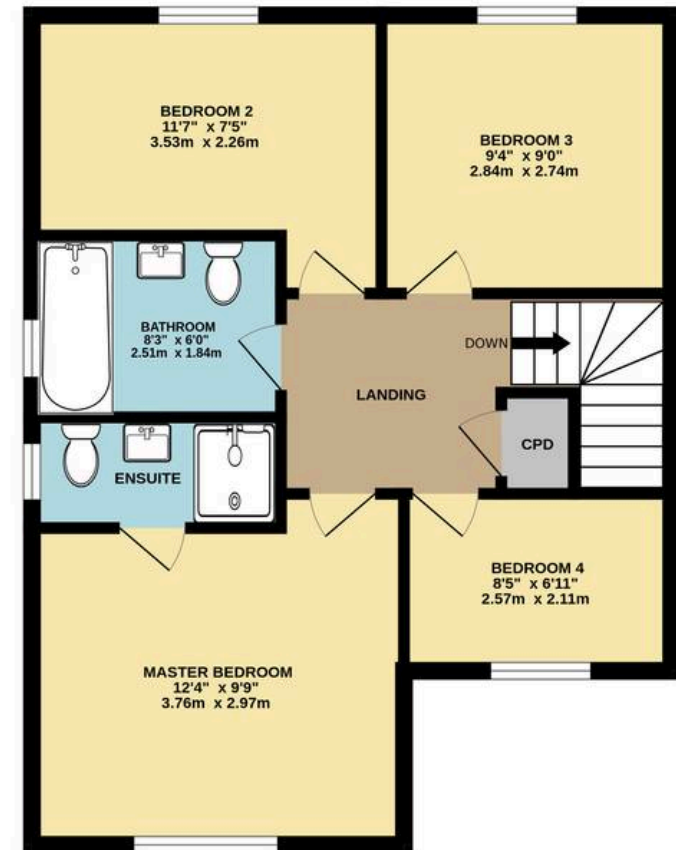 BEDROOM 2
11'7" x 7'5"
3.53m x 2.26m
BEDROOM 3
9'4" x 9'0"
2.84m x 2.74m
BATHROOM
8'3" x 6'0"
2.51m x 1.84m
DOWN
LANDING
CPD
ENSUITE
BEDROOM 4
8'5" x 6'11"
2.57m x 2.11m
MASTER BEDROOM
12'4" x 9'9"
3.76m x 2.97m